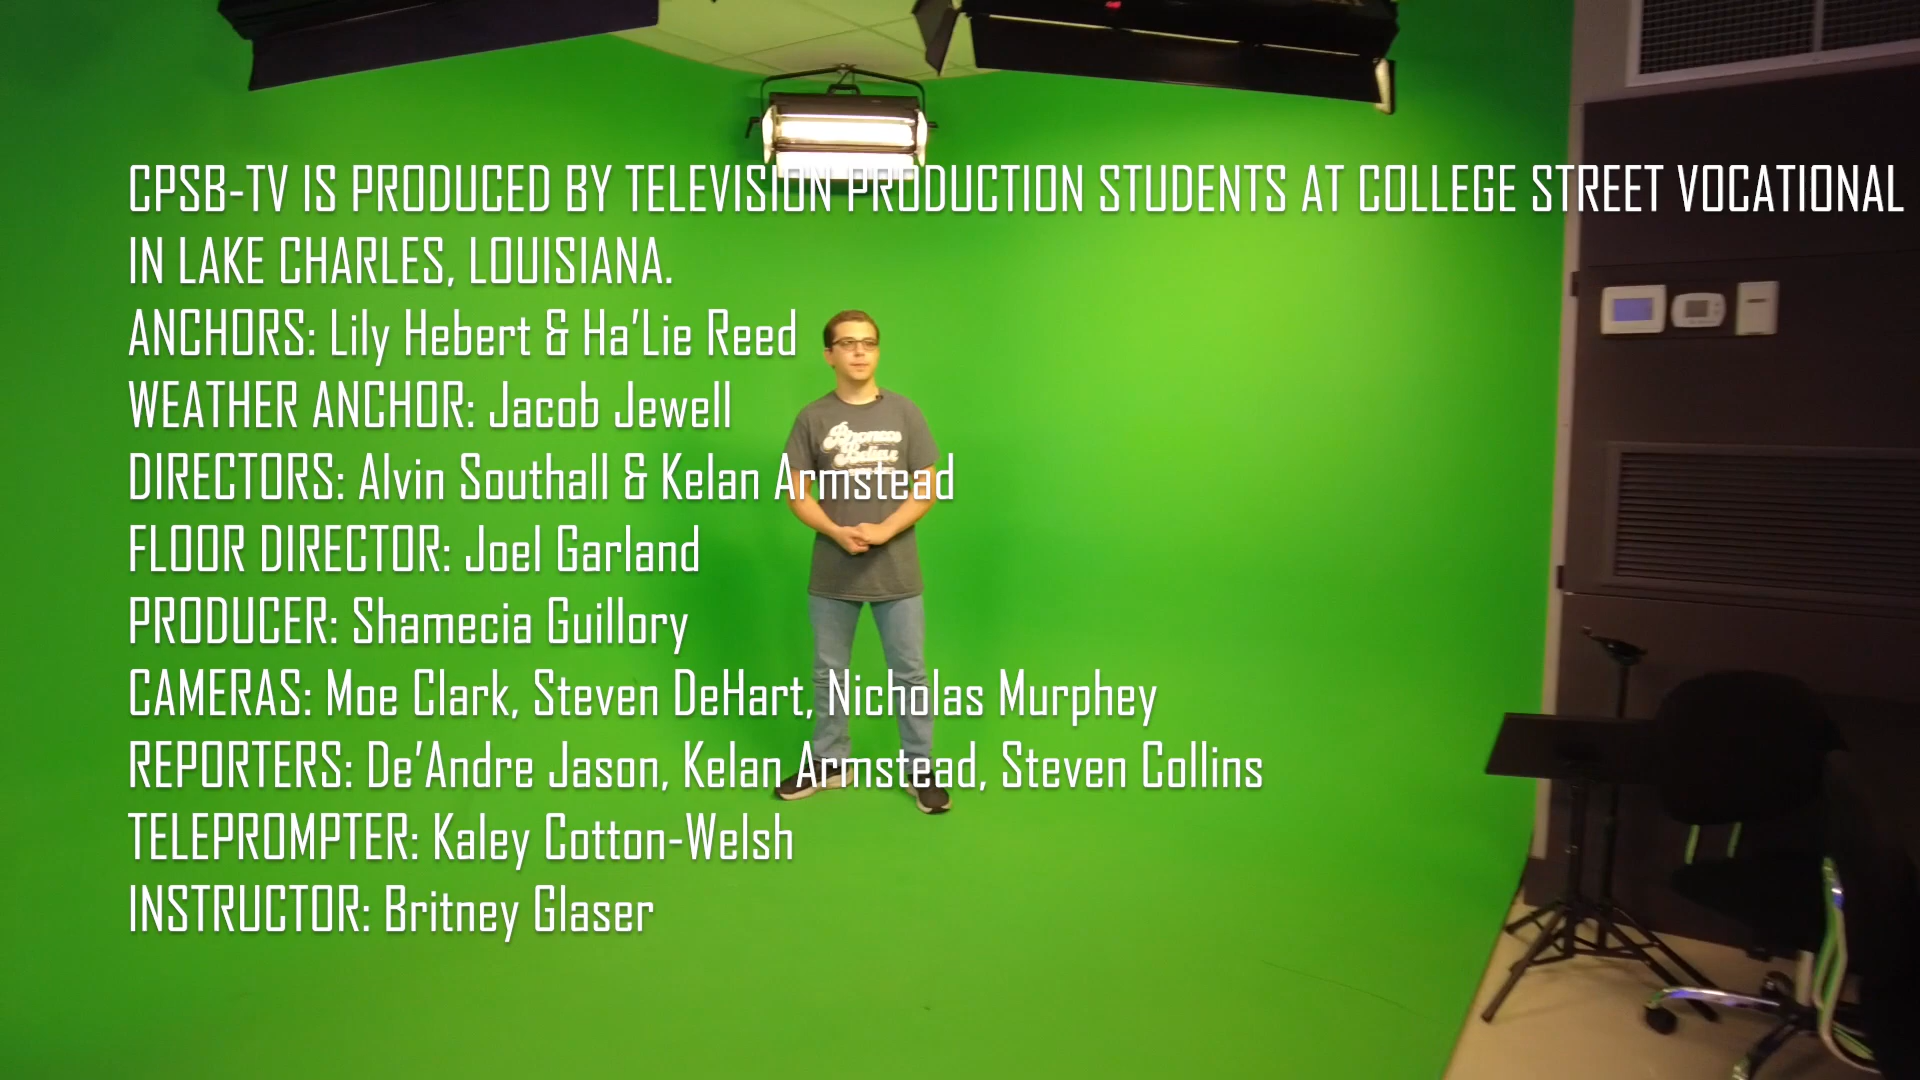 CPSB-TV IS PRODUCED BY TELEVISION PRODUCTION STUDENTS AT COLLEGE STREET VOCATIONAL
IN LAKE CHARLES, LOUISIANA.
ANCHORS: Lily Hebert & Ha'Lie Reed
WEATHER ANCHOR: Jacob Jewell
DIRECTORS: Alvin Southall & Kelan Armstead
FLOOR DIRECTOR: Joel Garland
PRODUCER: Shamecia Guillory
CAMERAS: Moe Clark, Steven DeHart, Nicholas Murphey
REPORTERS: De'Andre Jason, Kelan Armstead, Steven Collins
TELEPROMPTER: Kaley Cotton-Welsh
INSTRUCTOR: Britney Glaser
Broncos
Believe